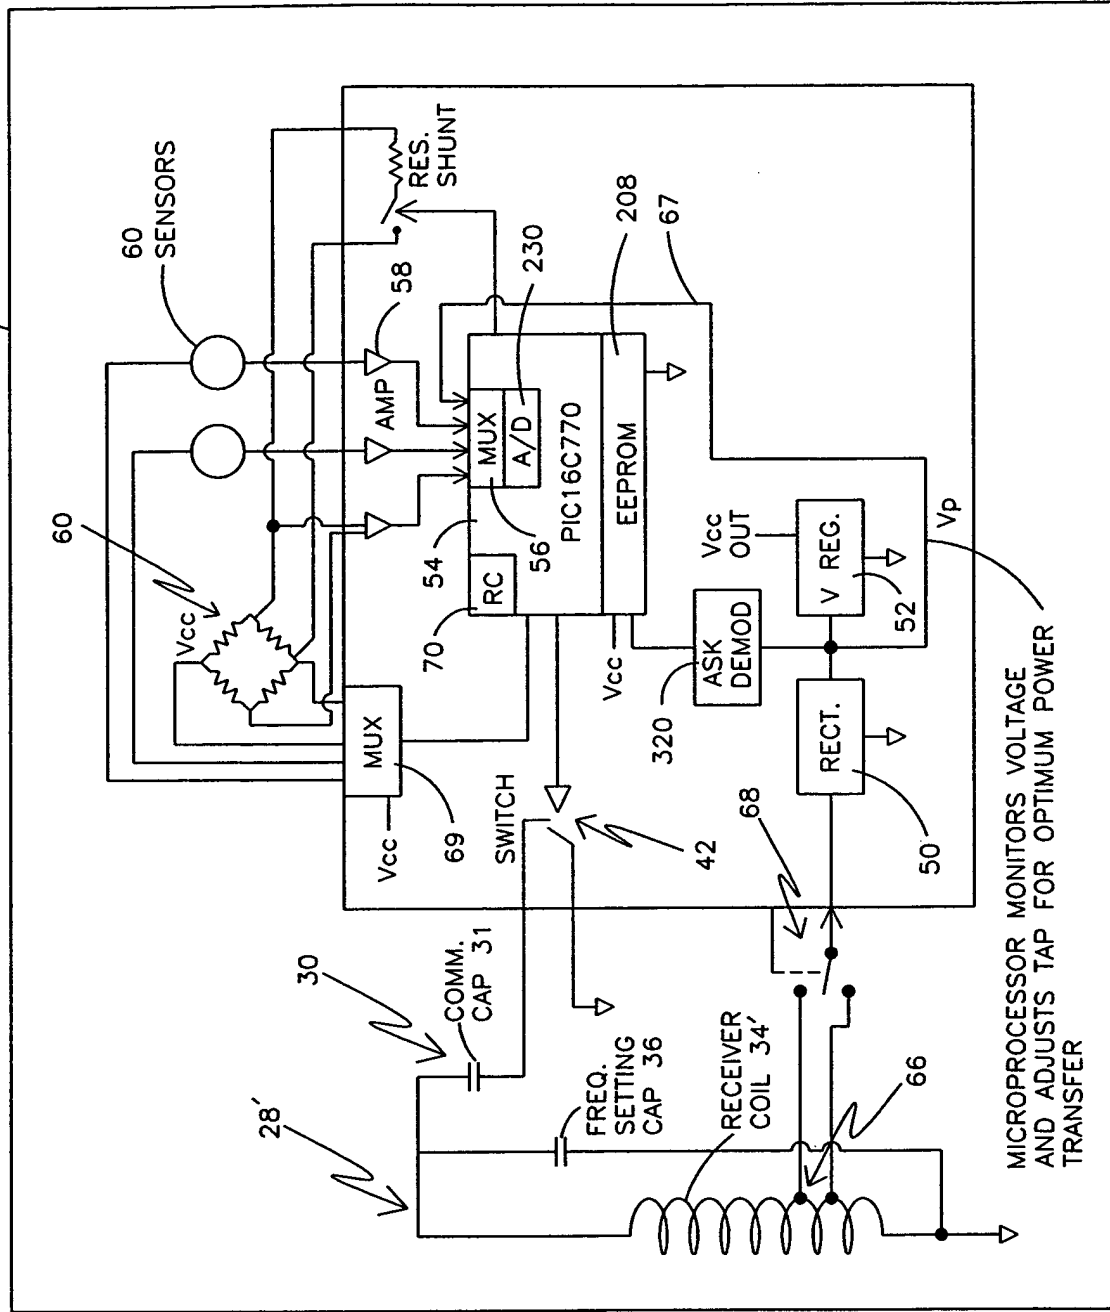 60
SENSORS
60
Vcc
RES.
SHUNT
58
AMP
230
208
67
MUX
A/D
54
56
PIC16C770
EEPROM
RC
70
MUX
69
Vcc
Vcc
SWITCH
42
ASK
DEMOD
320
Vcc
OUT
V REG.
52
Vp
RECT.
50
68
30
COMM.
CAP 31
28'
FREQ.
SETTING
CAP 36
RECEIVER
COIL 34'
66
MICROPROCESSOR MONITORS VOLTAGE
AND ADJUSTS TAP FOR OPTIMUM POWER
TRANSFER